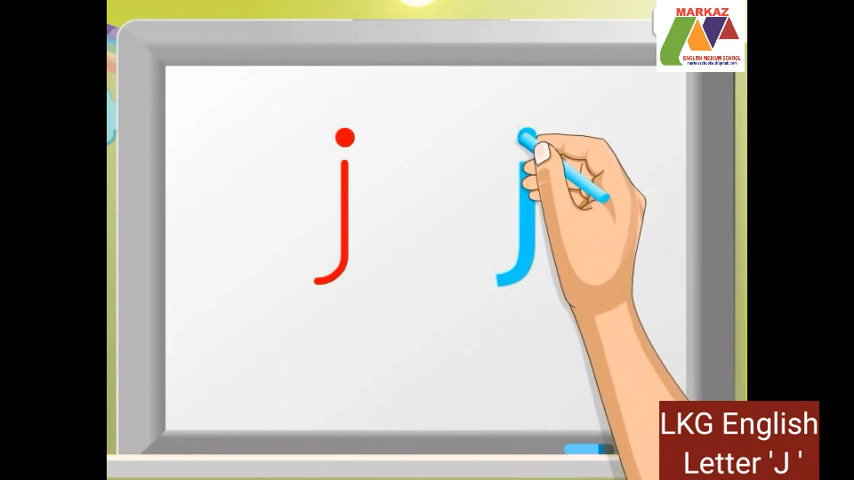 MARKAZ
ENGLISH MEDIUM SCHOOL
j j
LKG English
Letter 'J '